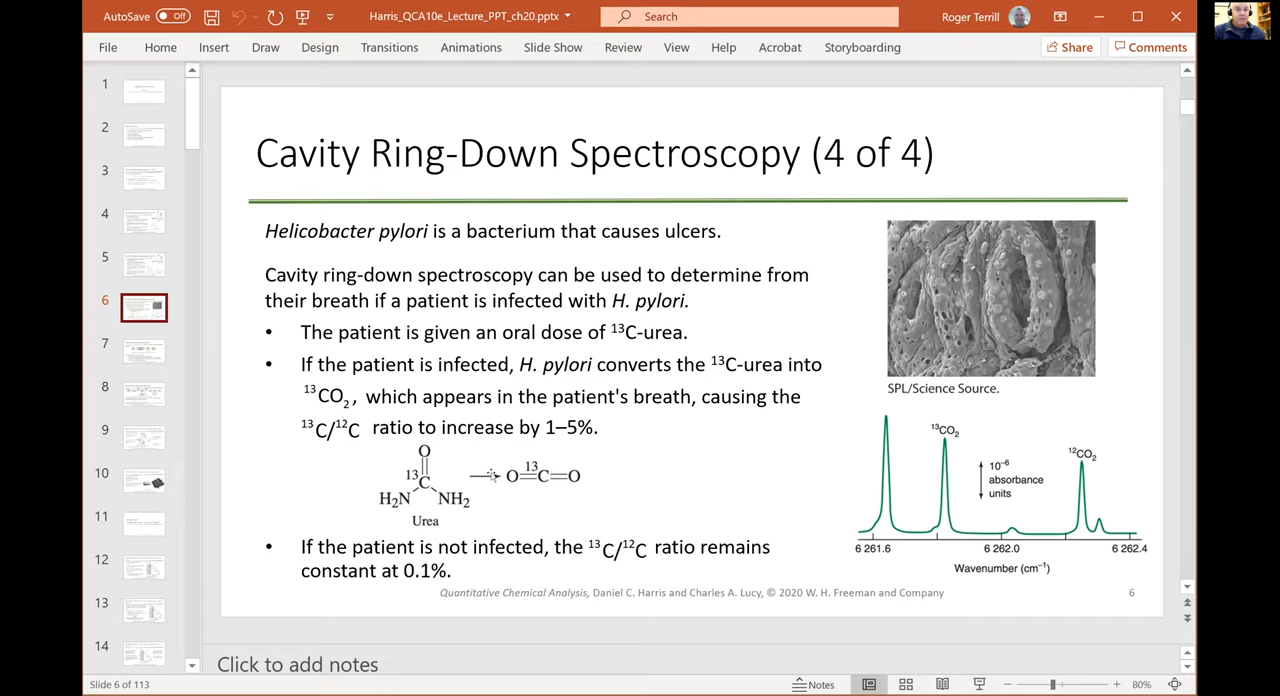 AutoSave Off Harris_QCA10e_Lecture_PPT_ch20.pptx Search Roger Terrill
File Home Insert Draw Design Transitions Animations Slide Show Review View Help Acrobat Storyboarding Share Comments
1
2
3
4
5
6
7
8
9
10
11
12
13
14
Cavity Ring-Down Spectroscopy (4 of 4)
Helicobacter pylori is a bacterium that causes ulcers.
Cavity ring-down spectroscopy can be used to determine from
their breath if a patient is infected with H. pylori.
• The patient is given an oral dose of ¹³C-urea.
• If the patient is infected, H. pylori converts the ¹³C-urea into
¹³CO₂, which appears in the patient's breath, causing the
¹³C/¹²C ratio to increase by 1–5%.
O
13
C
H₂N NH₂
Urea
O=¹³C=O
• If the patient is not infected, the ¹³C/¹²C ratio remains
constant at 0.1%.
SPL/Science Source.
¹³CO₂
10⁻⁶
absorbance
units
¹²CO₂
6 261.6 6 262.0 6 262.4
Wavenumber (cm⁻¹)
Quantitative Chemical Analysis, Daniel C. Harris and Charles A. Lucy, © 2020 W. H. Freeman and Company
6
Click to add notes
Slide 6 of 113 Notes 80%